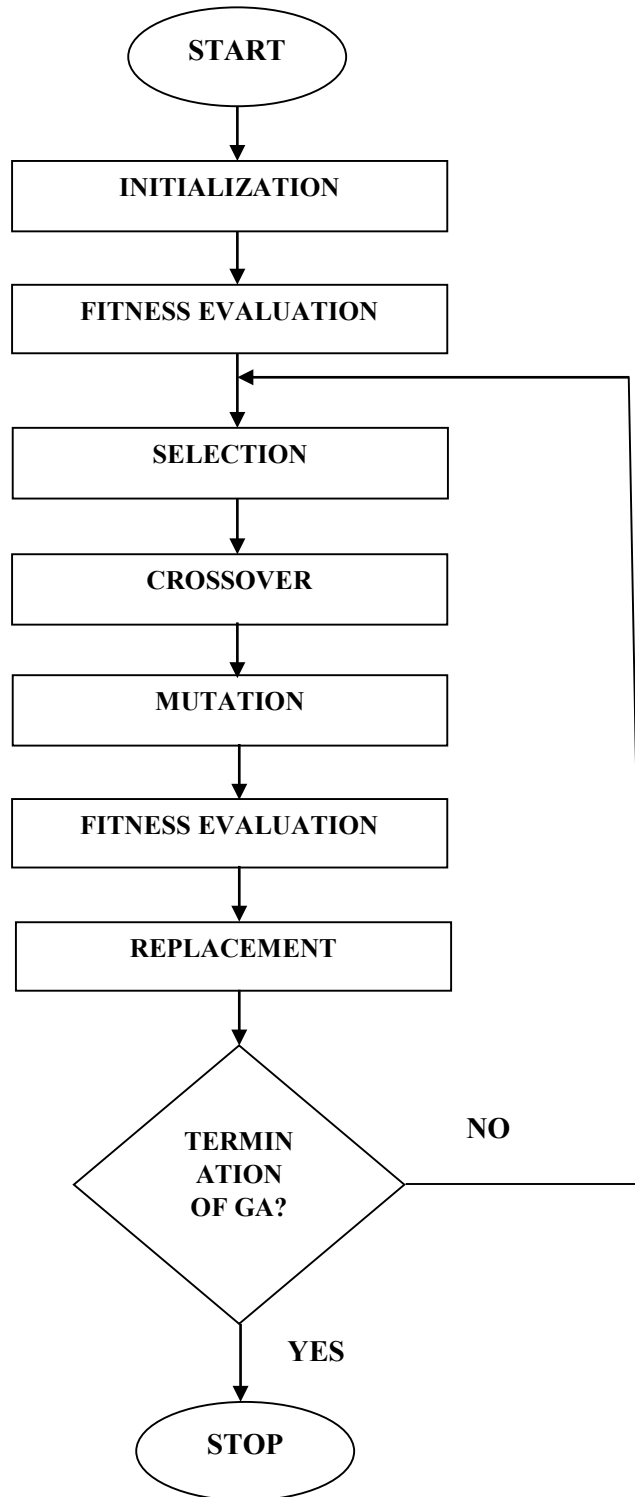 START
INITIALIZATION
FITNESS EVALUATION
SELECTION
CROSSOVER
MUTATION
FITNESS EVALUATION
REPLACEMENT
TERMIN
ATION
OF GA?
NO
YES
STOP